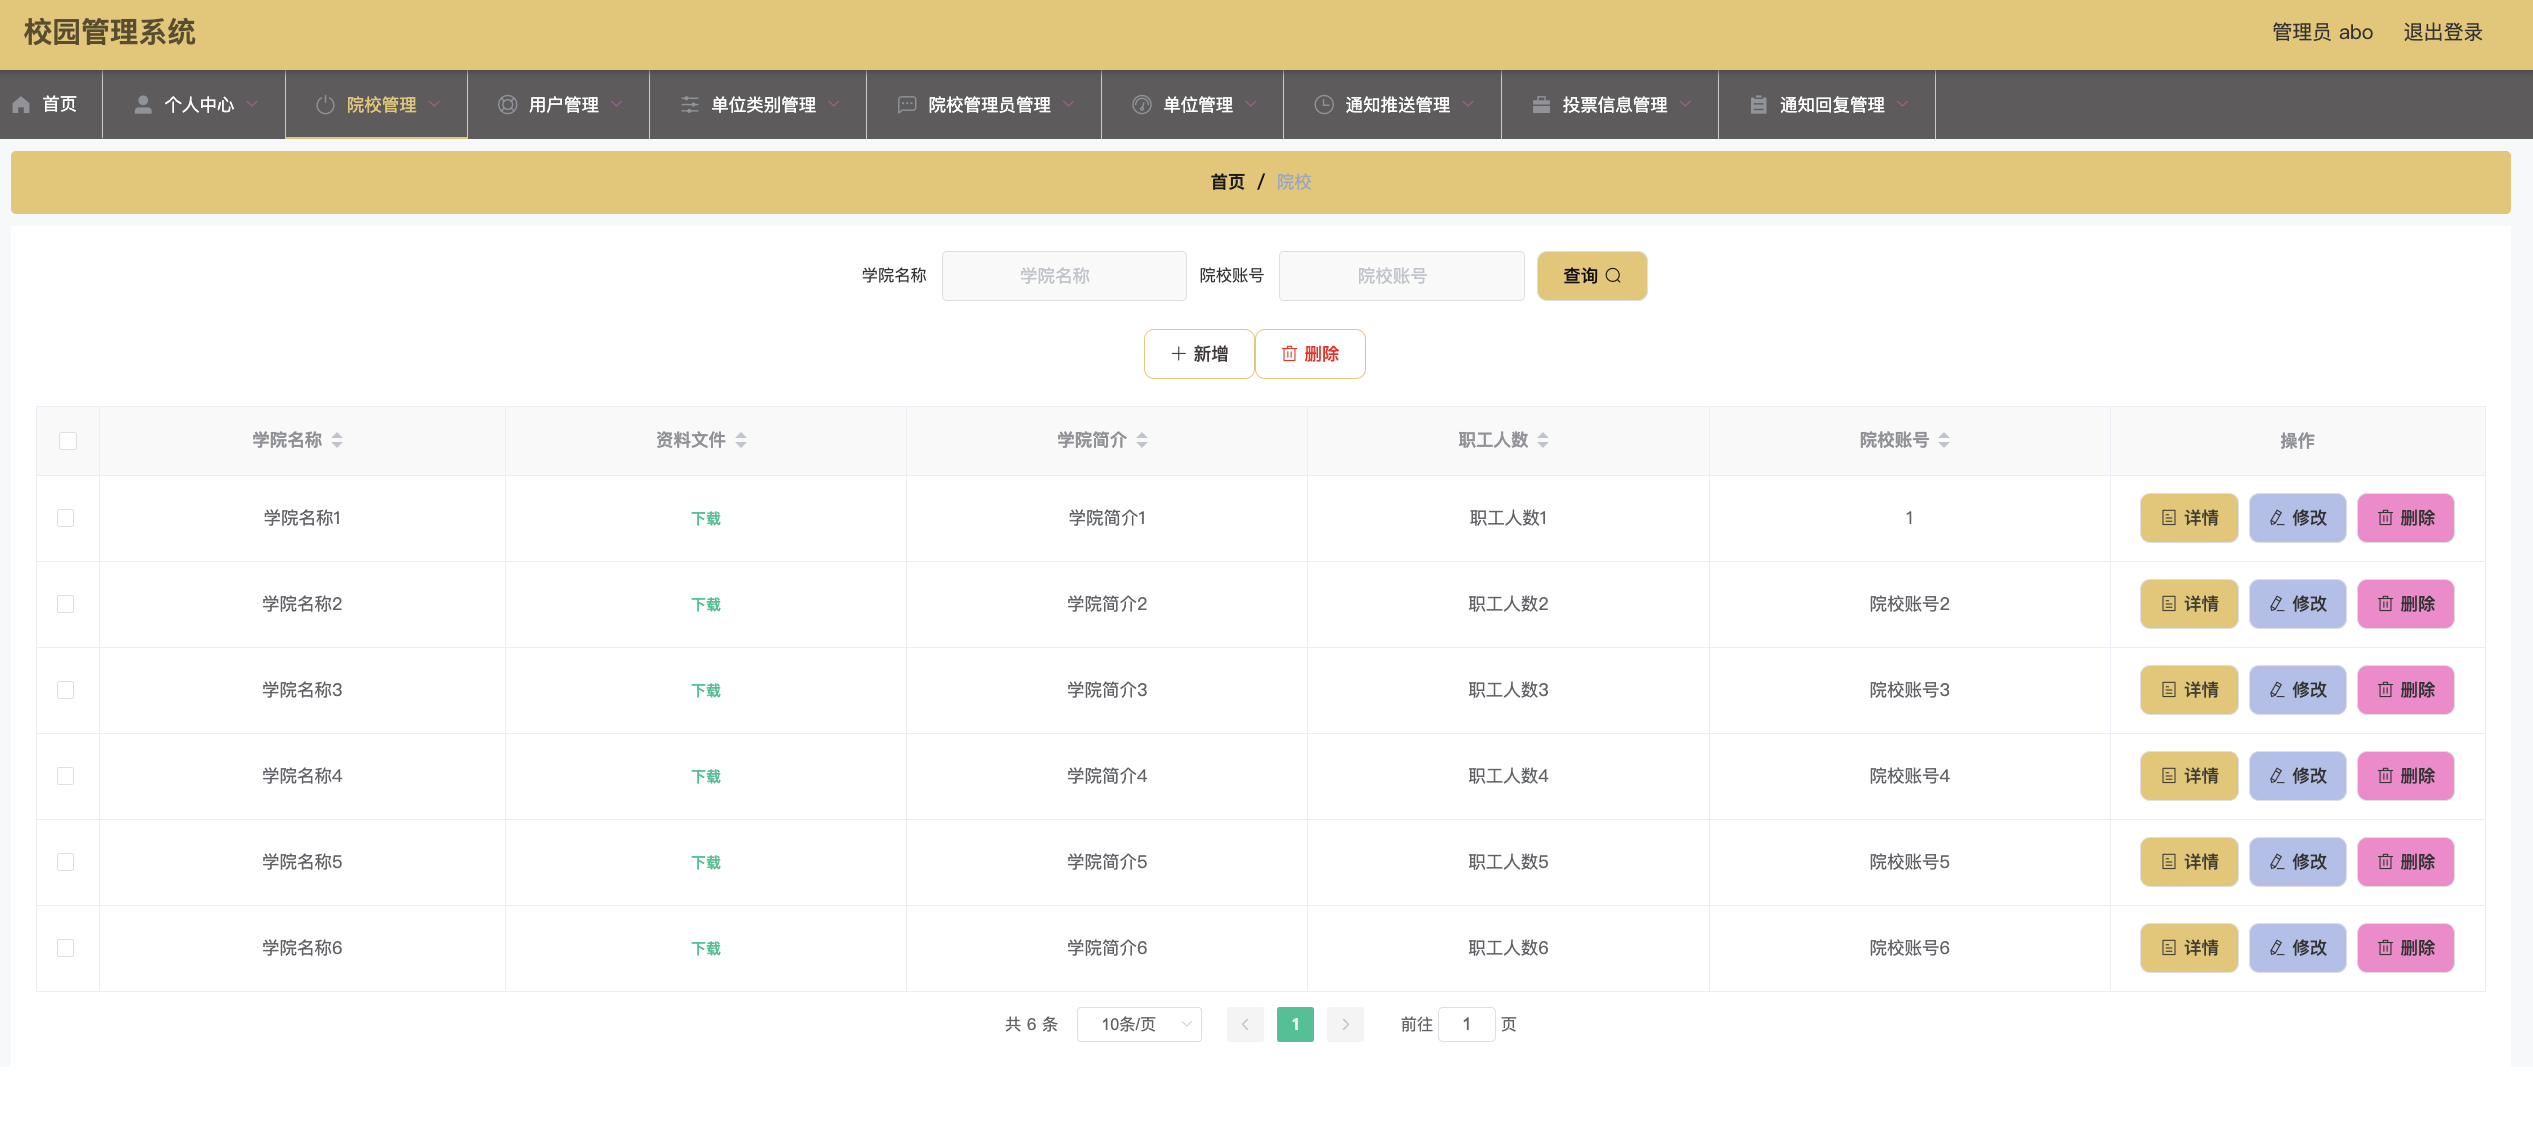 校园管理系统 管理员 abo 退出登录
首页 个人中心 院校管理 用户管理 单位类别管理 院校管理员管理 单位管理 通知推送管理 投票信息管理 通知回复管理
首页 / 院校
学院名称 学院名称 院校账号 院校账号 查询
新增 删除
学院名称 资料文件 学院简介 职工人数 院校账号 操作
学院名称1 下载 学院简介1 职工人数1 1 详情 修改 删除
学院名称2 下载 学院简介2 职工人数2 院校账号2 详情 修改 删除
学院名称3 下载 学院简介3 职工人数3 院校账号3 详情 修改 删除
学院名称4 下载 学院简介4 职工人数4 院校账号4 详情 修改 删除
学院名称5 下载 学院简介5 职工人数5 院校账号5 详情 修改 删除
学院名称6 下载 学院简介6 职工人数6 院校账号6 详情 修改 删除
共 6 条 10条/页 1 前往 1 页